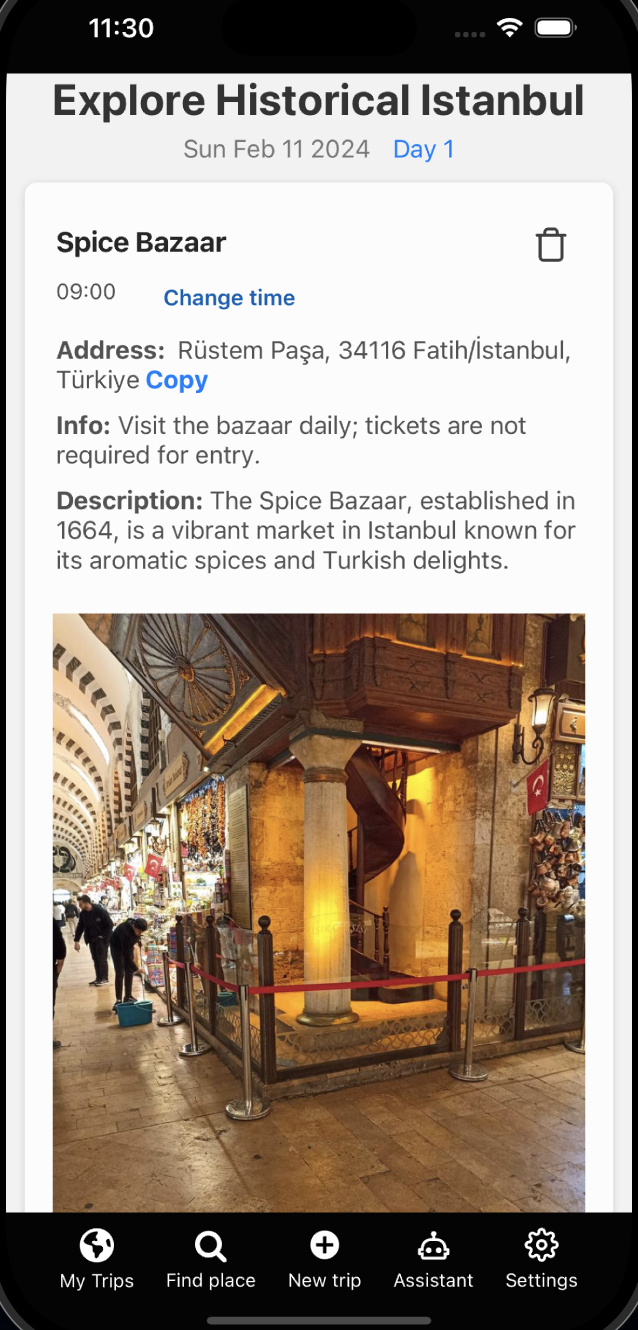 11:30
Explore Historical Istanbul
Sun Feb 11 2024 Day 1
Spice Bazaar
09:00 Change time
Address: Rüstem Paşa, 34116 Fatih/İstanbul,
Türkiye Copy
Info: Visit the bazaar daily; tickets are not
required for entry.
Description: The Spice Bazaar, established in
1664, is a vibrant market in Istanbul known for
its aromatic spices and Turkish delights.
My Trips Find place New trip Assistant Settings